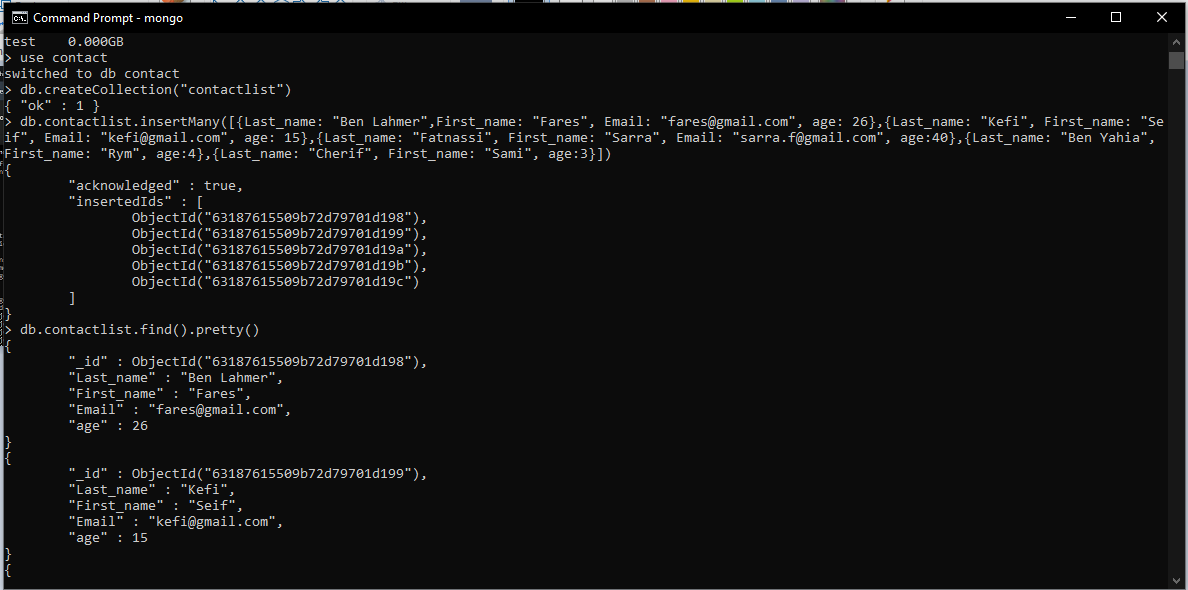 Command Prompt - mongo
test    0.000GB
> use contact
switched to db contact
> db.createCollection("contactlist")
{ "ok" : 1 }
> db.contactlist.insertMany([{Last_name: "Ben Lahmer",First_name: "Fares", Email: "fares@gmail.com", age: 26},{Last_name: "Kefi", First_name: "Se
if", Email: "kefi@gmail.com", age: 15},{Last_name: "Fatnassi", First_name: "Sarra", Email: "sarra.f@gmail.com", age:40},{Last_name: "Ben Yahia",
First_name: "Rym", age:4},{Last_name: "Cherif", First_name: "Sami", age:3}])
{
        "acknowledged" : true,
        "insertedIds" : [
                ObjectId("63187615509b72d79701d198"),
                ObjectId("63187615509b72d79701d199"),
                ObjectId("63187615509b72d79701d19a"),
                ObjectId("63187615509b72d79701d19b"),
                ObjectId("63187615509b72d79701d19c")
        ]
}
> db.contactlist.find().pretty()
{
        "_id" : ObjectId("63187615509b72d79701d198"),
        "Last_name" : "Ben Lahmer",
        "First_name" : "Fares",
        "Email" : "fares@gmail.com",
        "age" : 26
}
{
        "_id" : ObjectId("63187615509b72d79701d199"),
        "Last_name" : "Kefi",
        "First_name" : "Seif",
        "Email" : "kefi@gmail.com",
        "age" : 15
}
{